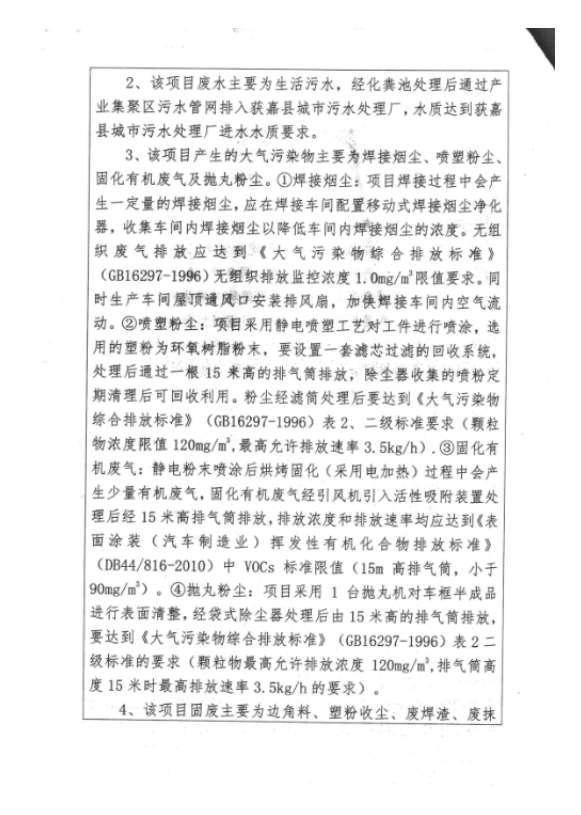 2、该项目废水主要为生活污水，经化粪池处理后通过产
业集聚区污水管网排入获嘉县城市污水处理厂，水质达到获嘉
县城市污水处理厂进水水质要求。
3、该项目产生的大气污染物主要为焊接烟尘、喷塑粉尘、
固化有机废气及抛丸粉尘。①焊接烟尘：项目焊接过程中会产
生一定量的焊接烟尘，应在焊接车间配置移动式焊接烟尘净化
器，收集车间内焊接烟尘以降低车间内焊接烟尘的浓度。无组
织废气排放应达到《大气污染物综合排放标准》
（GB16297-1996）无组织排放监控浓度 1.0mg/m³限值要求。同
时生产车间屋顶通风口安装排风扇，加快焊接车间内空气流
动。②喷塑粉尘：项目采用静电喷塑工艺对工件进行喷涂，选
用的塑粉为环氧树脂粉末，要设置一套滤芯过滤的回收系统，
处理后通过一根 15 米高的排气筒排放，除尘器收集的喷粉定
期清理后可回收利用。粉尘经滤筒处理后要达到《大气污染物
综合排放标准》（GB16297-1996）表 2、二级标准要求（颗粒
物浓度限值 120mg/m³,最高允许排放速率 3.5kg/h）.③固化有
机废气：静电粉末喷涂后烘烤固化（采用电加热）过程中会产
生少量有机废气，固化有机废气经引风机引入活性吸附装置处
理后经 15 米高排气筒排放，排放浓度和排放速率均应达到《表
面涂装（汽车制造业）挥发性有机化合物排放标准》
（DB44/816-2010）中 VOCs 标准限值（15m 高排气筒，小于
90mg/m³）。④抛丸粉尘：项目采用 1 台抛丸机对车框半成品
进行表面清整，经袋式除尘器处理后由 15 米高的排气筒排放，
要达到《大气污染物综合排放标准》（GB16297-1996）表 2 二
级标准的要求（颗粒物最高允许排放浓度 120mg/m³,排气筒高
度 15 米时最高排放速率 3.5kg/h 的要求）。
4、该项目固废主要为边角料、塑粉收尘、废焊渣、废抹